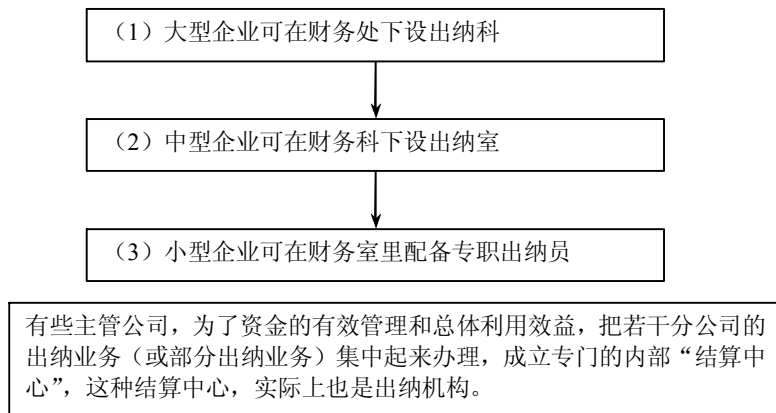 （1）大型企业可在财务处下设出纳科
（2）中型企业可在财务科下设出纳室
（3）小型企业可在财务室里配备专职出纳员
有些主管公司，为了资金的有效管理和总体利用效益，把若干分公司的
出纳业务（或部分出纳业务）集中起来办理，成立专门的内部“结算中
心”，这种结算中心，实际上也是出纳机构。